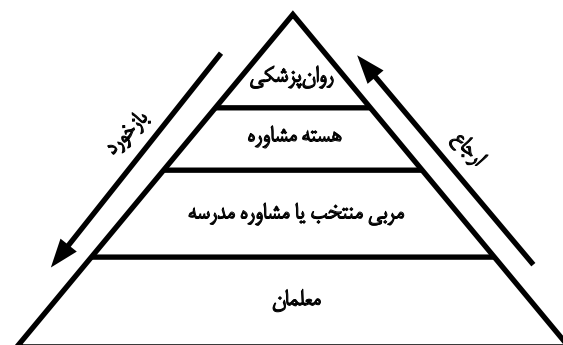 روان‌پزشکی
هسته مشاوره
بازخورد
ارجاع
مربی منتخب یا مشاوره مدرسه
معلمان